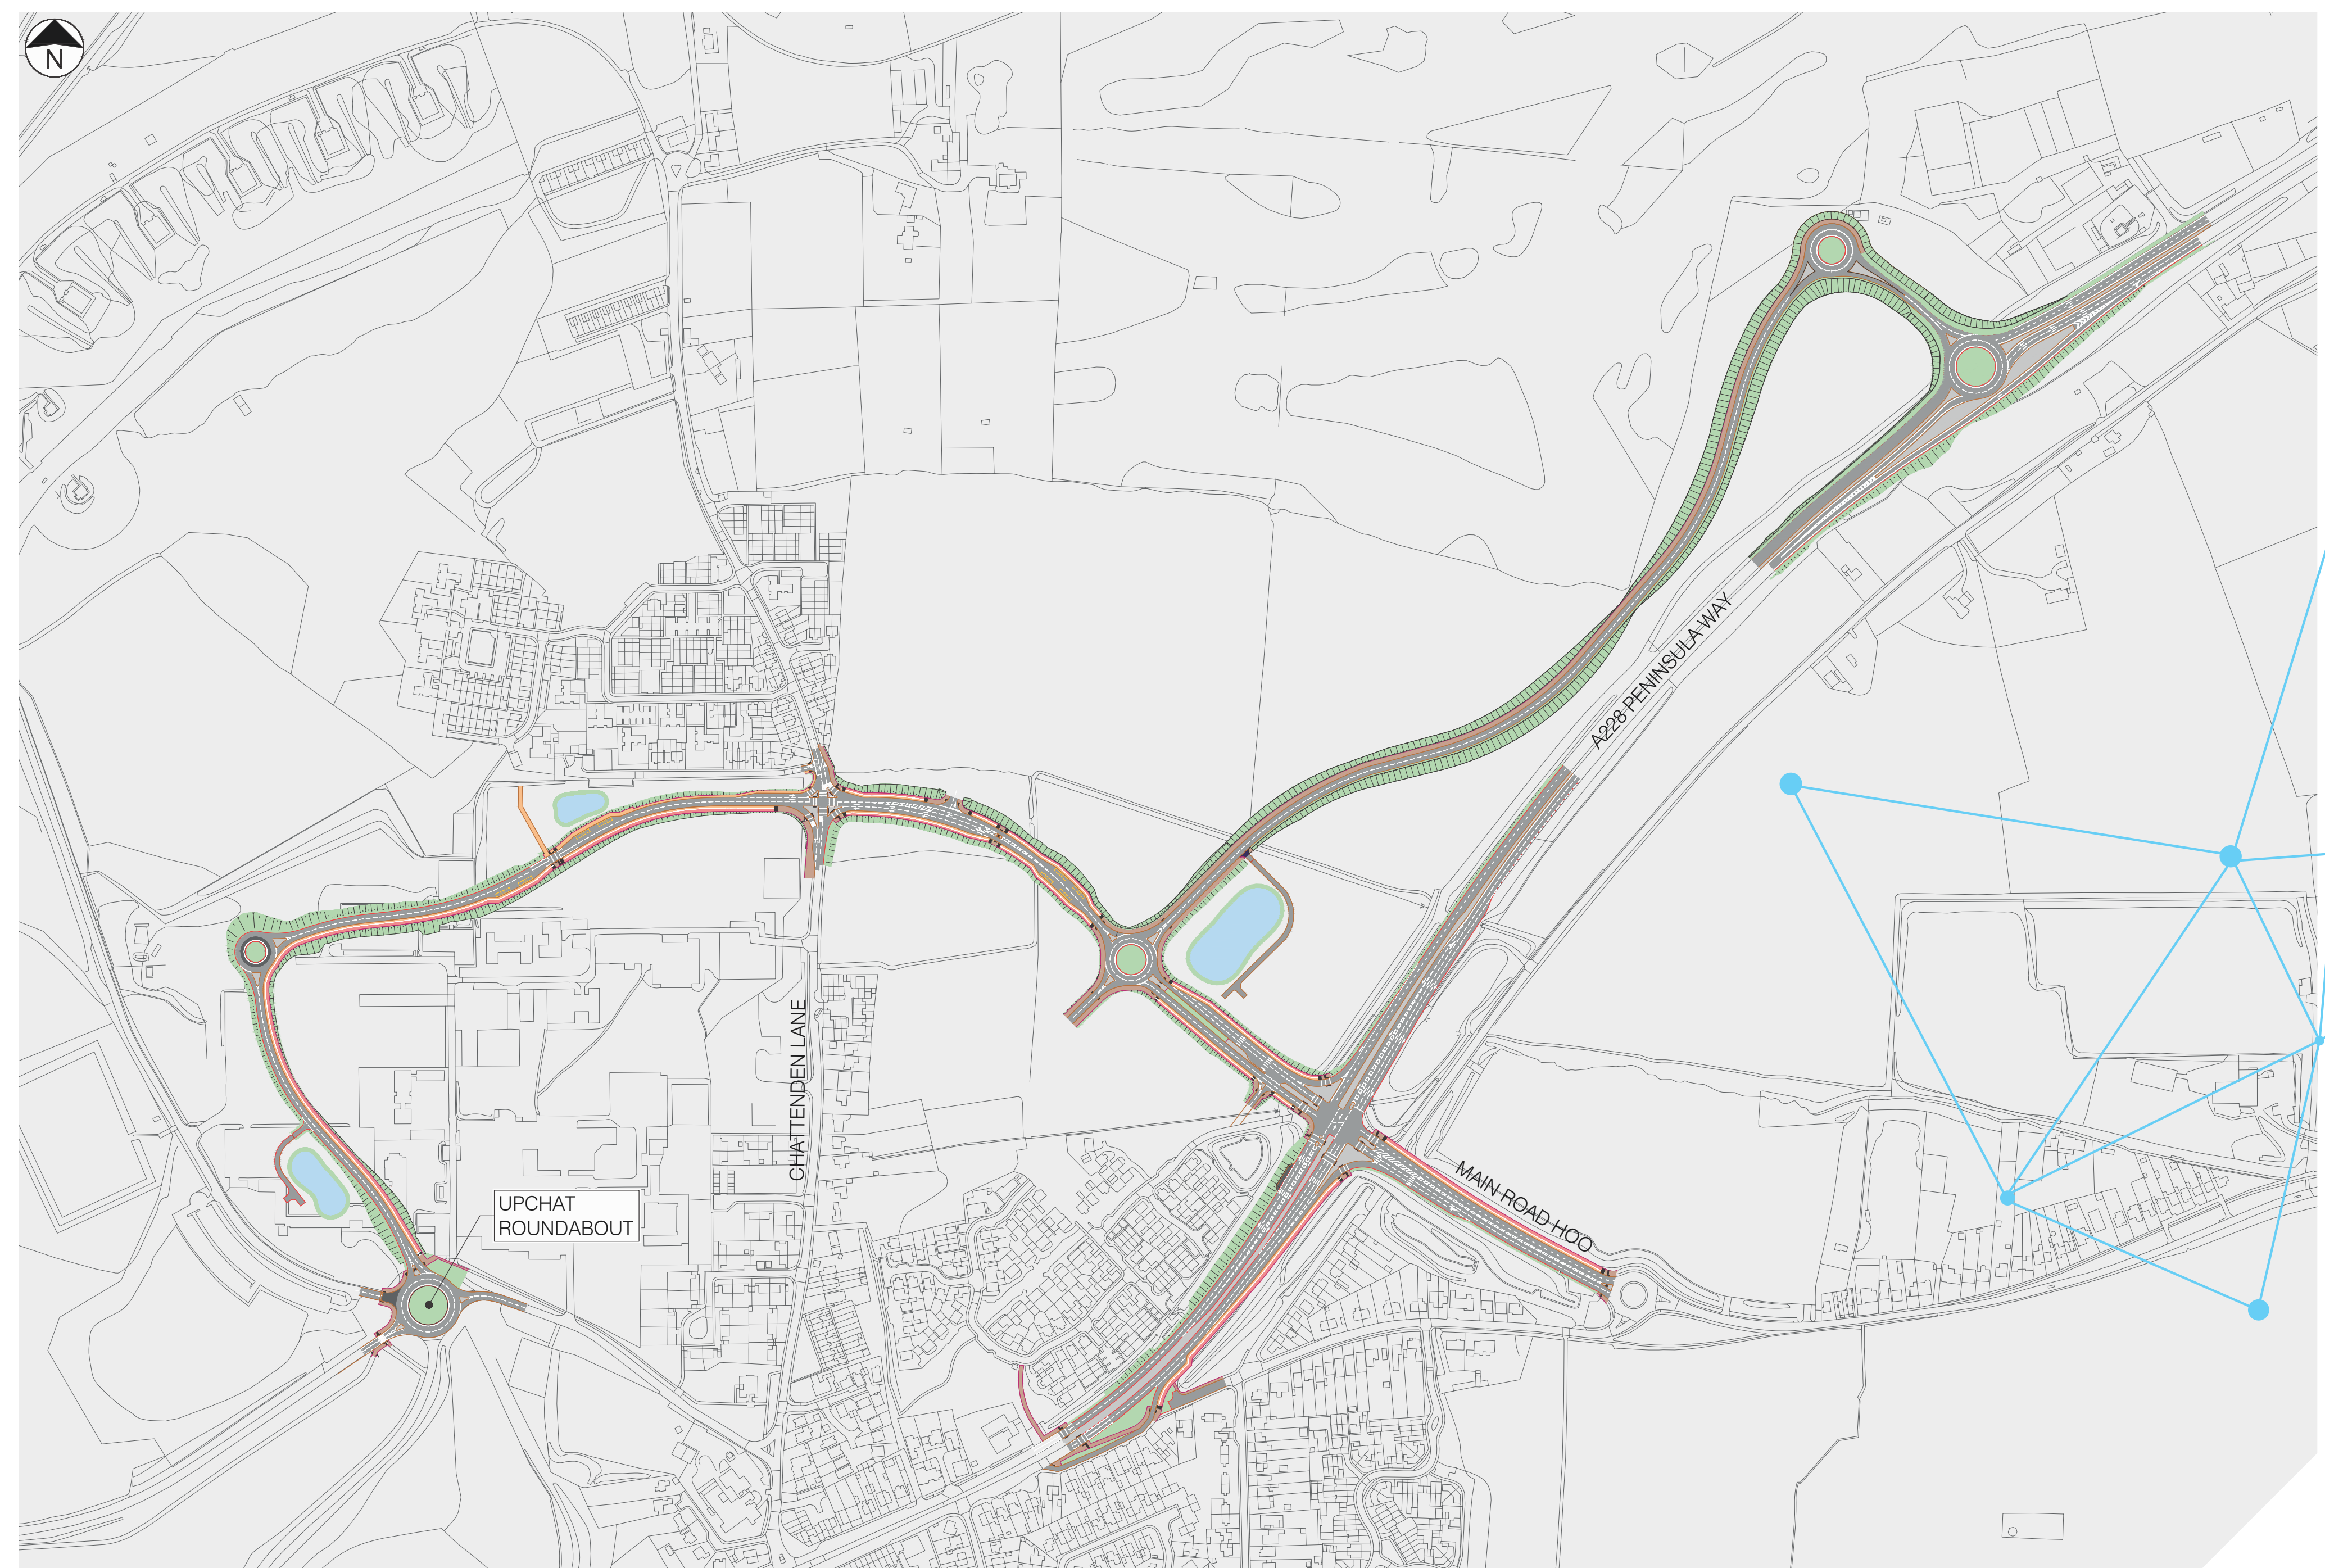 N
A228 PENINSULA WAY
CHATTENDEN LANE
MAIN ROAD HOO
UPCHAT
ROUNDABOUT